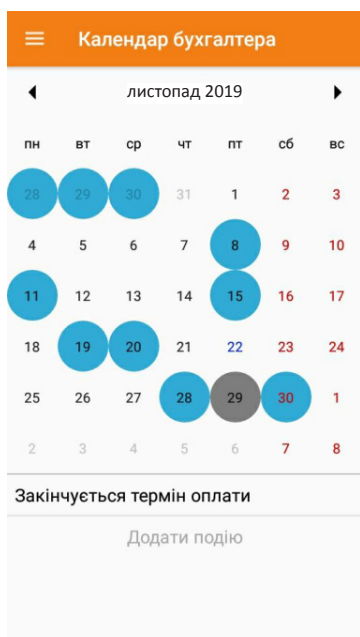 Календар бухгалтера
листопад 2019
пн вт ср чт пт сб вс
28 29 30 31 1 2 3
4 5 6 7 8 9 10
11 12 13 14 15 16 17
18 19 20 21 22 23 24
25 26 27 28 29 30 1
2 3 4 5 6 7 8
Закінчується термін оплати
Додати подію